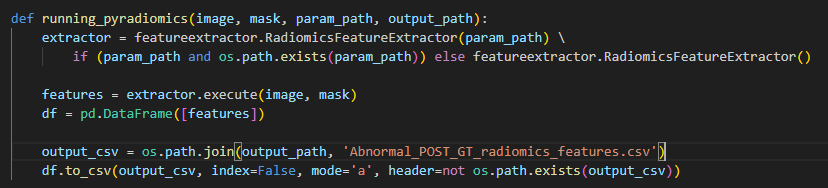 def running_pyradiomics(image, mask, param_path, output_path):
    extractor = featureextractor.RadiomicsFeatureExtractor(param_path) \
        if (param_path and os.path.exists(param_path)) else featureextractor.RadiomicsFeatureExtractor()

    features = extractor.execute(image, mask)
    df = pd.DataFrame([features])

    output_csv = os.path.join(output_path, 'Abnormal_POST_GT_radiomics_features.csv')
    df.to_csv(output_csv, index=False, mode='a', header=not os.path.exists(output_csv))